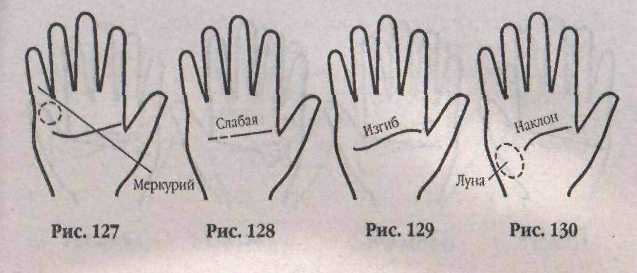 Слабая
Изгиб
Наклон
Меркурий
Луна
Рис. 127
Рис. 128
Рис. 129
Рис. 130